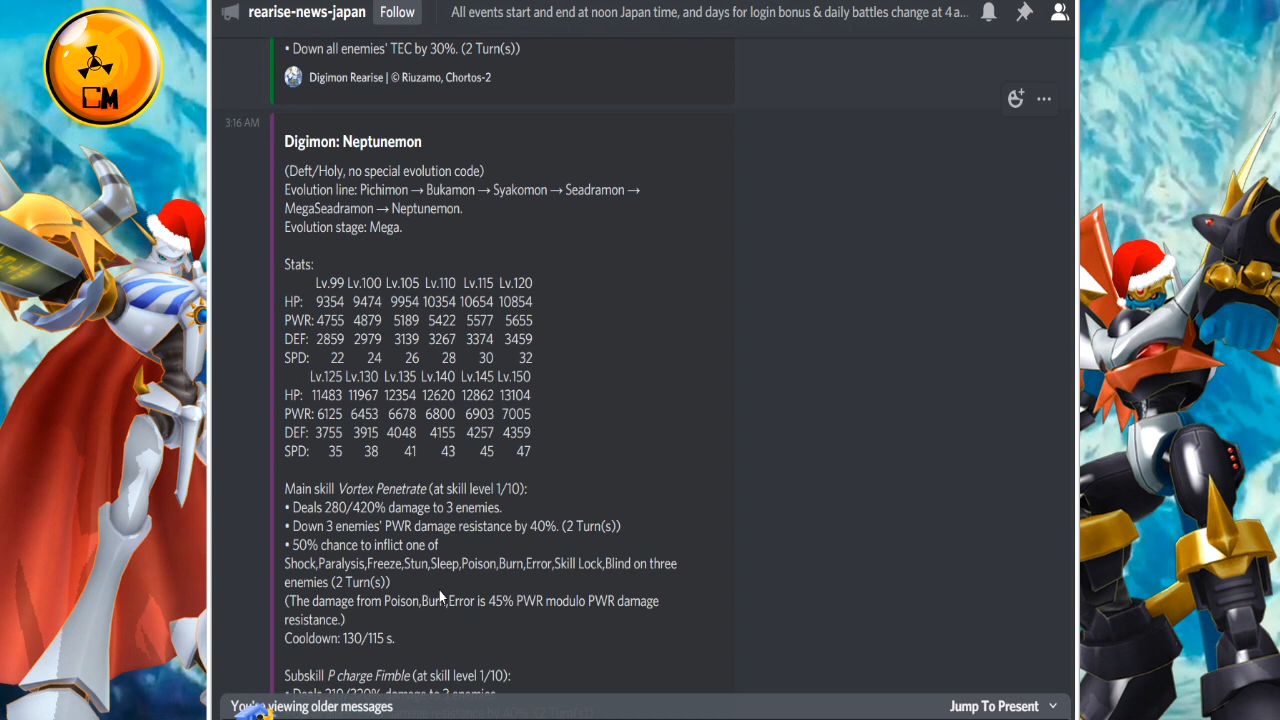 CM
rearise-news-japan Follow All events start and end at noon Japan time, and days for login bonus & daily battles change at 4 a...
• Down all enemies' TEC by 30%. (2 Turn(s))
Digimon Rearise | © Riuzamo, Chortos-2
3:16 AM
Digimon: Neptunemon
(Deft/Holy, no special evolution code)
Evolution line: Pichimon → Bukamon → Syakomon → Seadramon →
MegaSeadramon → Neptunemon.
Evolution stage: Mega.
Stats:
Lv.99 Lv.100 Lv.105 Lv.110 Lv.115 Lv.120
HP: 9354 9474 9954 10354 10654 10854
PWR: 4755 4879 5189 5422 5577 5655
DEF: 2859 2979 3139 3267 3374 3459
SPD: 22 24 26 28 30 32
Lv.125 Lv.130 Lv.135 Lv.140 Lv.145 Lv.150
HP: 11483 11967 12354 12620 12862 13104
PWR: 6125 6453 6678 6800 6903 7005
DEF: 3755 3915 4048 4155 4257 4359
SPD: 35 38 41 43 45 47
Main skill Vortex Penetrate (at skill level 1/10):
• Deals 280/420% damage to 3 enemies.
• Down 3 enemies' PWR damage resistance by 40%. (2 Turn(s))
• 50% chance to inflict one of
Shock,Paralysis,Freeze,Stun,Sleep,Poison,Burn,Error,Skill Lock,Blind on three
enemies (2 Turn(s))
(The damage from Poison,Burn,Error is 45% PWR modulo PWR damage
resistance.)
Cooldown: 130/115 s.
Subskill P charge Fimble (at skill level 1/10):
You're viewing older messages Jump To Present